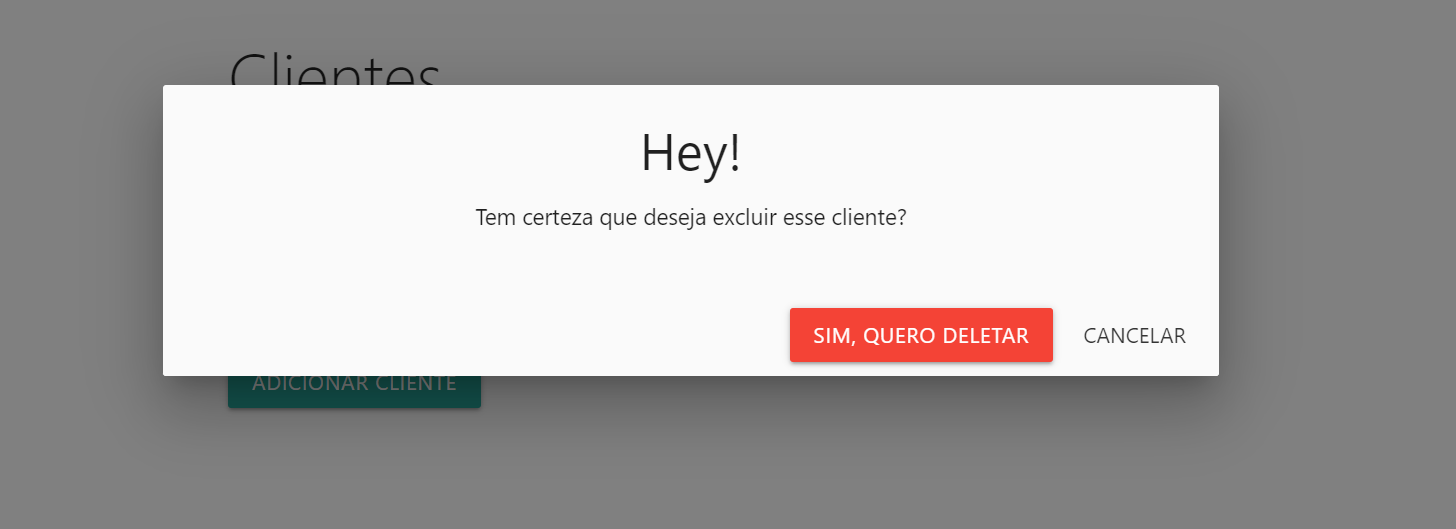 Clientes
Hey!
Tem certeza que deseja excluir esse cliente?
SIM, QUERO DELETAR
CANCELAR
ADICIONAR CLIENTE